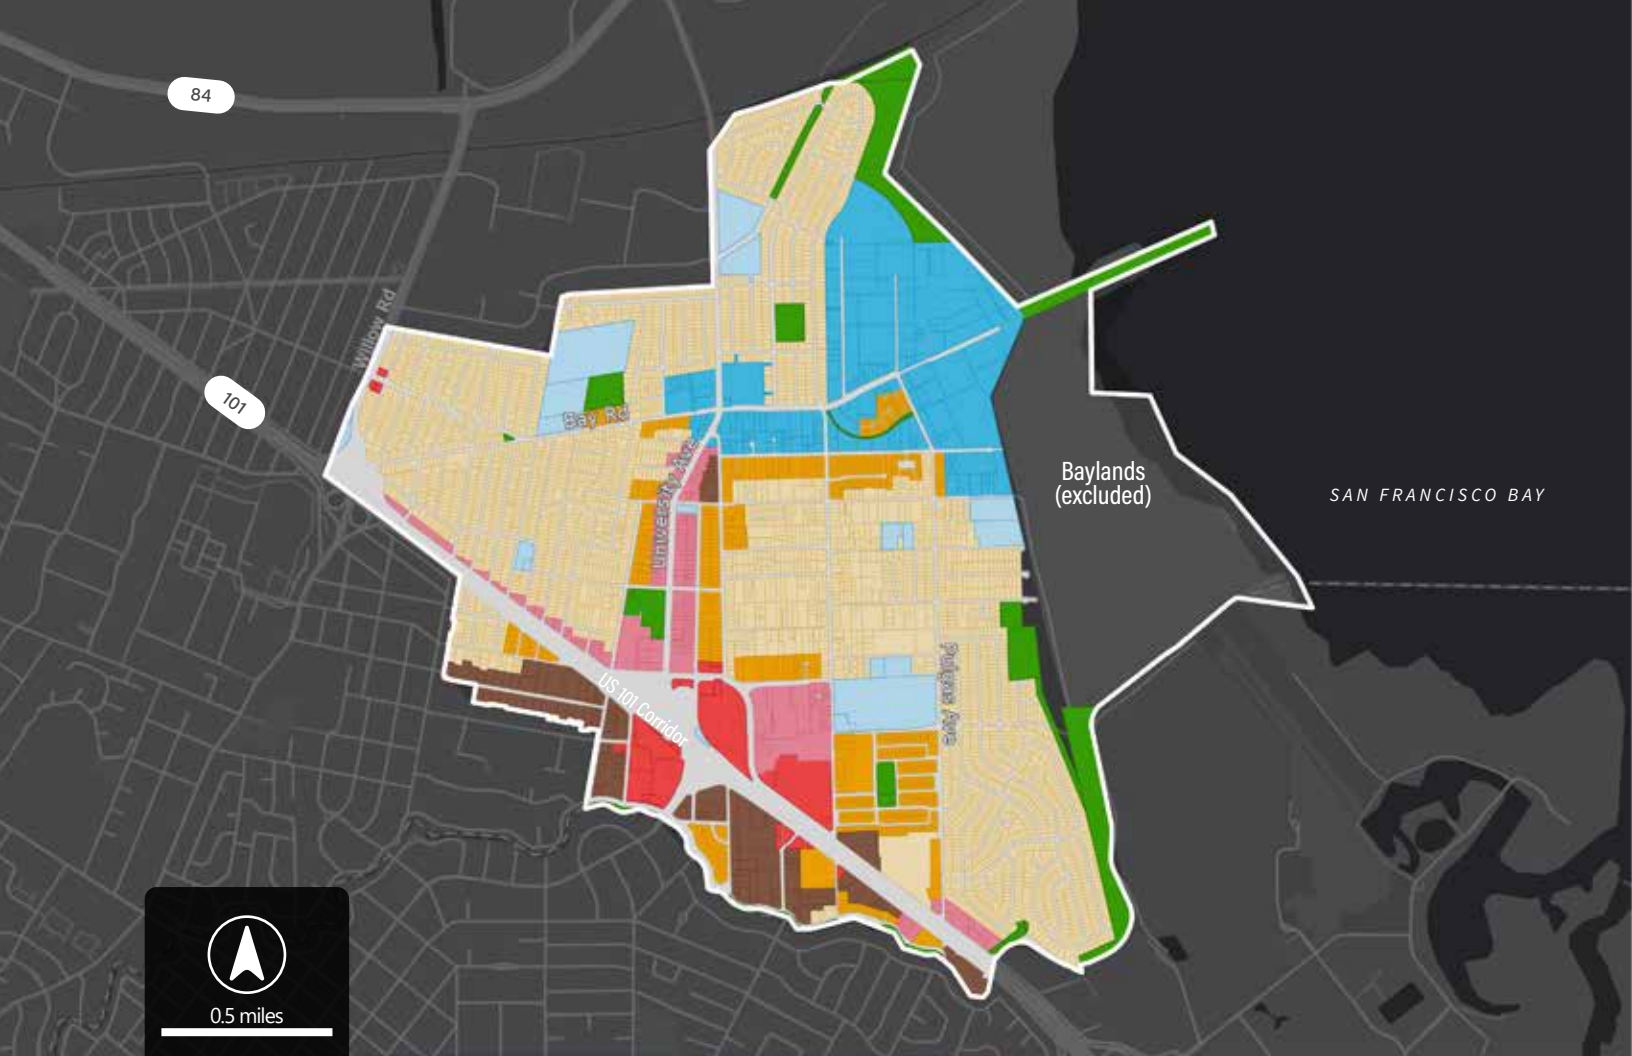 84
Willow Rd
101
Bay Rd
University Ave
Baylands
(excluded)
SAN FRANCISCO BAY
Pulgas Ave
US 101 Corridor
0.5 miles